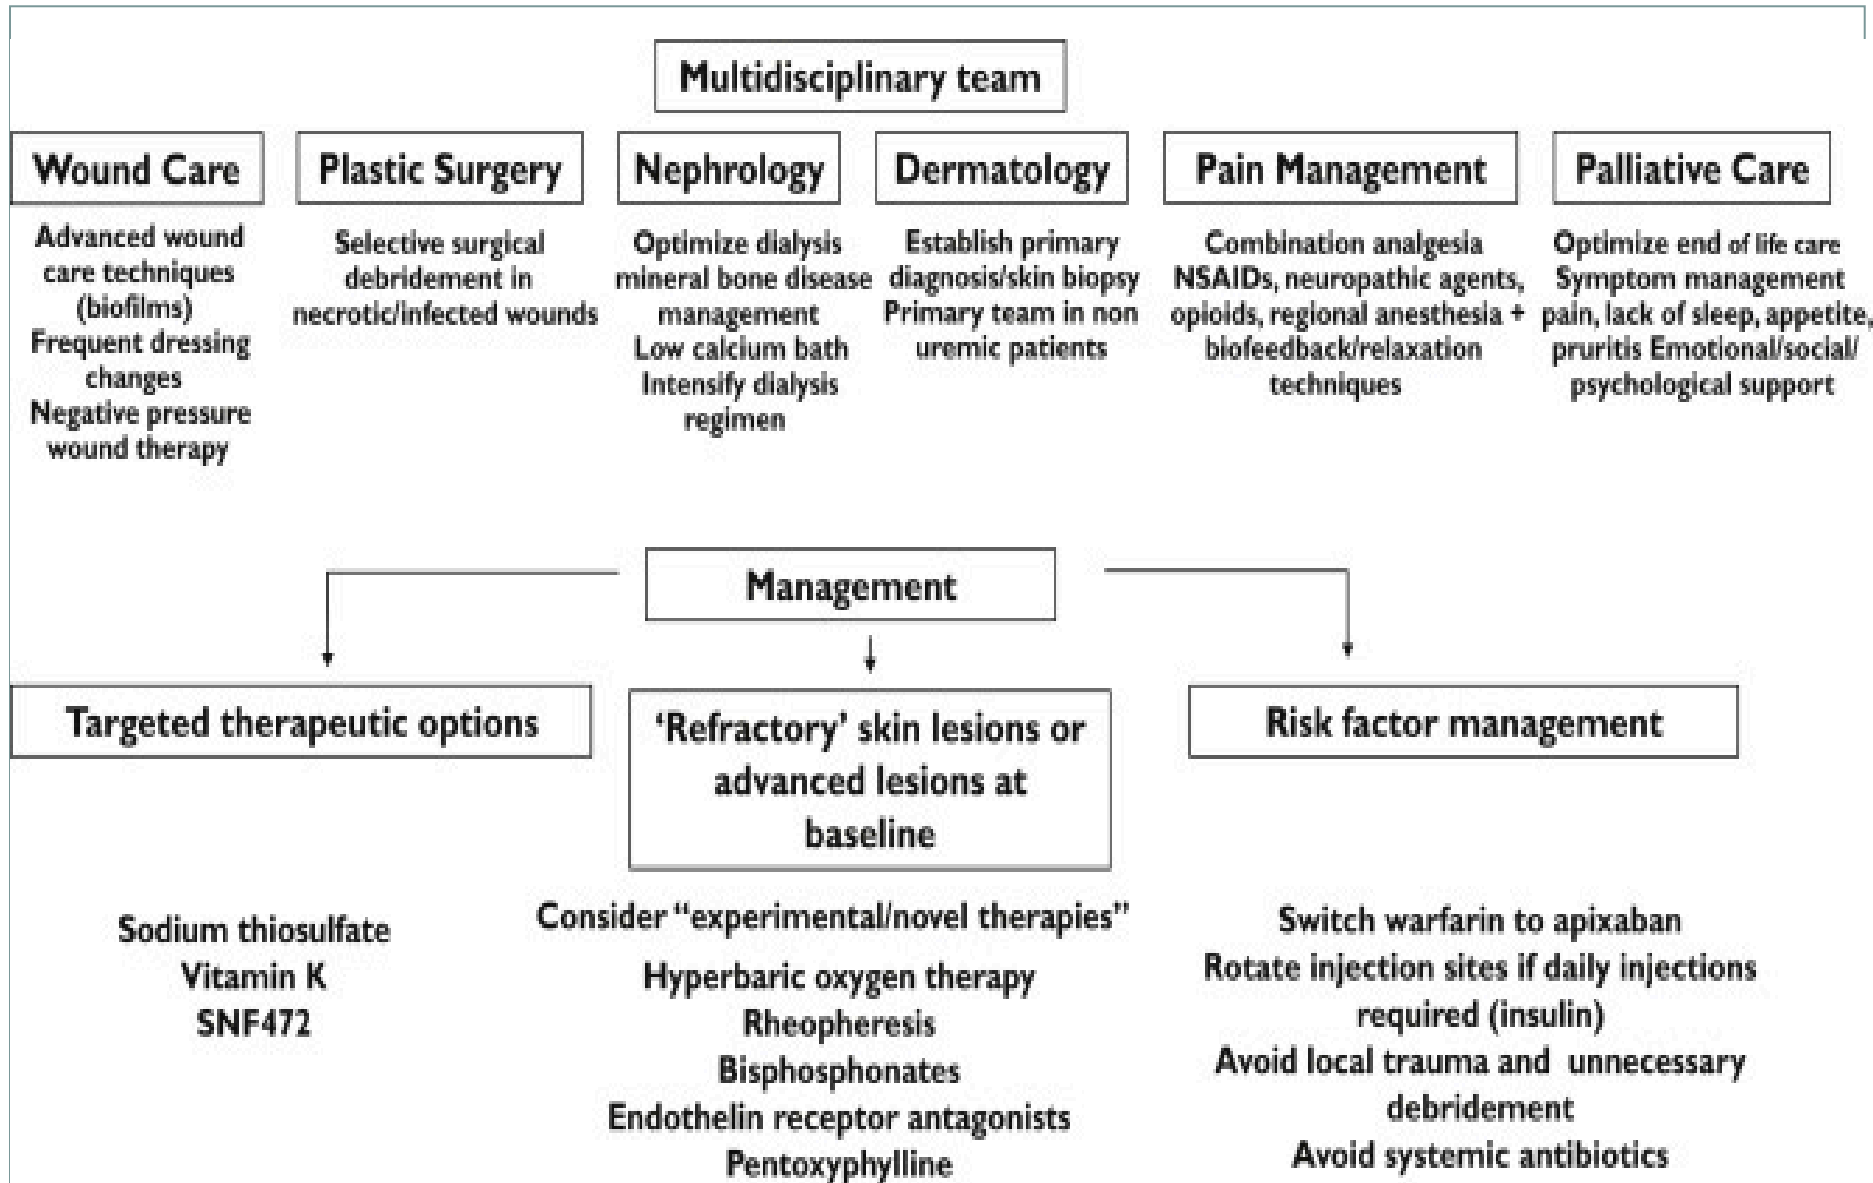 Multidisciplinary team
Wound Care
Advanced wound
care techniques
(biofilms)
Frequent dressing
changes
Negative pressure
wound therapy
Plastic Surgery
Selective surgical
debridement in
necrotic/infected wounds
Nephrology
Optimize dialysis
mineral bone disease
management
Low calcium bath
Intensify dialysis
regimen
Dermatology
Establish primary
diagnosis/skin biopsy
Primary team in non
uremic patients
Pain Management
Combination analgesia
NSAIDs, neuropathic agents,
opioids, regional anesthesia +
biofeedback/relaxation
techniques
Palliative Care
Optimize end of life care
Symptom management
pain, lack of sleep, appetite,
pruritis Emotional/social/
psychological support
Management
Targeted therapeutic options
Sodium thiosulfate
Vitamin K
SNF472
‘Refractory’ skin lesions or
advanced lesions at
baseline
Consider “experimental/novel therapies”
Hyperbaric oxygen therapy
Rheopheresis
Bisphosphonates
Endothelin receptor antagonists
Pentoxyphylline
Risk factor management
Switch warfarin to apixaban
Rotate injection sites if daily injections
required (insulin)
Avoid local trauma and unnecessary
debridement
Avoid systemic antibiotics